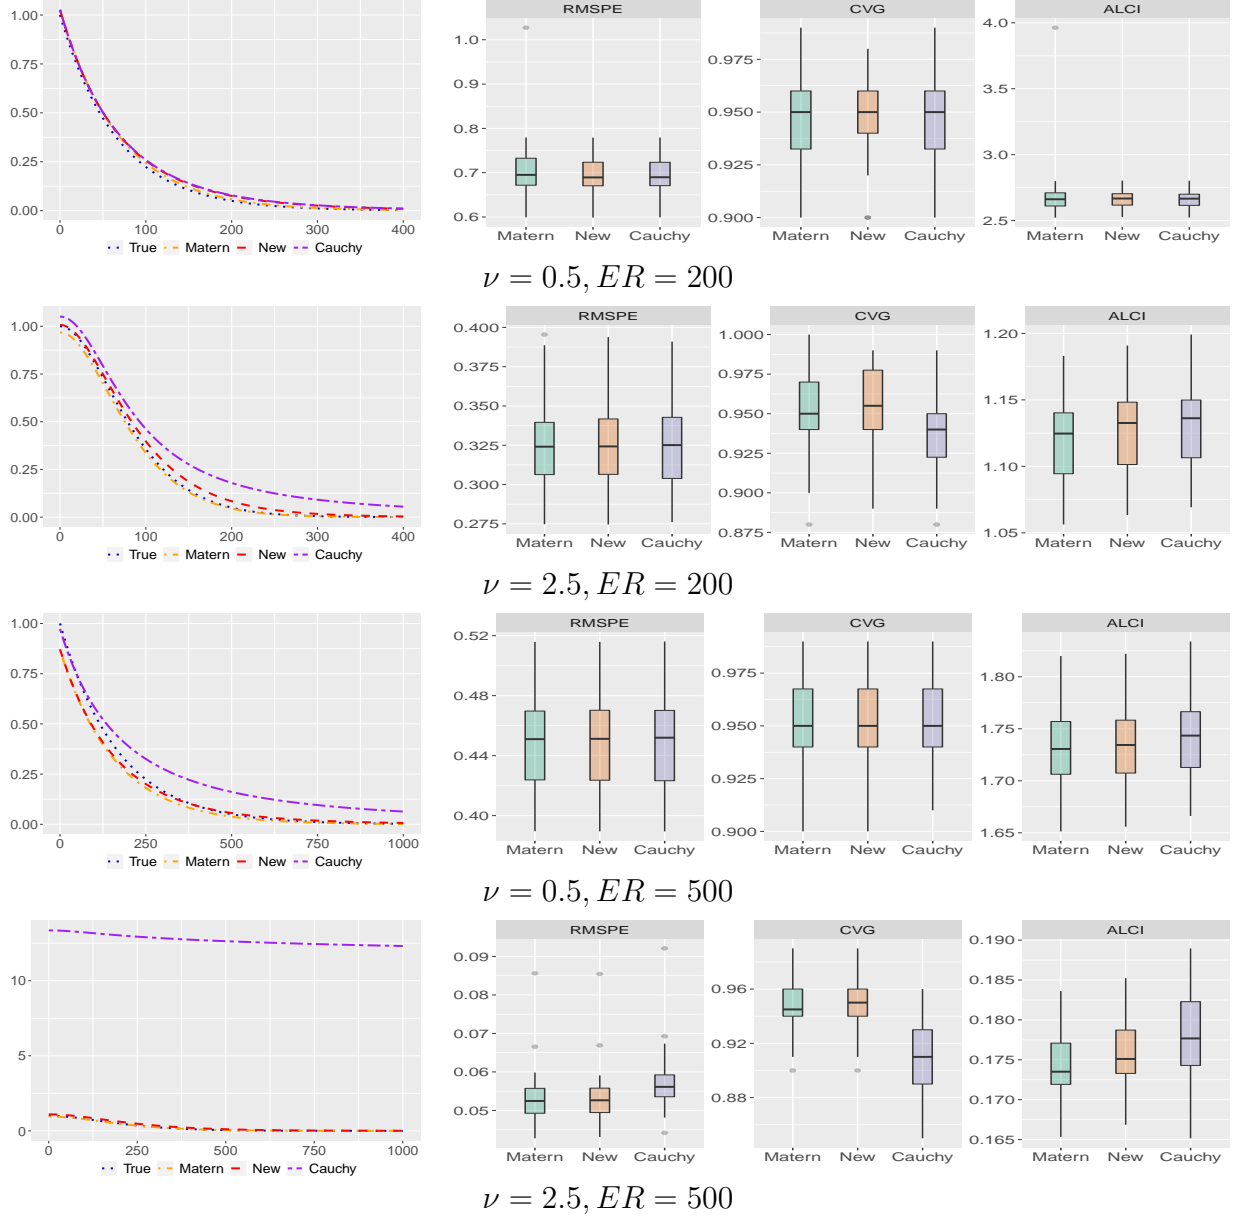 RMSPE CVG ALCI
1.00 0.75 0.50 0.25 0.00
0 100 200 300 400
True Matern New Cauchy
1.0 0.9 0.8 0.7 0.6
Matern New Cauchy
0.975 0.950 0.925 0.900
Matern New Cauchy
4.0 3.5 3.0 2.5
Matern New Cauchy
ν = 0.5, ER = 200
RMSPE CVG ALCI
1.00 0.75 0.50 0.25 0.00
0 100 200 300 400
True Matern New Cauchy
0.400 0.375 0.350 0.325 0.300 0.275
Matern New Cauchy
1.000 0.975 0.950 0.925 0.900 0.875
Matern New Cauchy
1.20 1.15 1.10 1.05
Matern New Cauchy
ν = 2.5, ER = 200
RMSPE CVG ALCI
1.00 0.75 0.50 0.25 0.00
0 250 500 750 1000
True Matern New Cauchy
0.52 0.48 0.44 0.40
Matern New Cauchy
0.975 0.950 0.925 0.900
Matern New Cauchy
1.80 1.75 1.70 1.65
Matern New Cauchy
ν = 0.5, ER = 500
RMSPE CVG ALCI
10 5 0
0 250 500 750 1000
True Matern New Cauchy
0.09 0.08 0.07 0.06 0.05
Matern New Cauchy
0.96 0.92 0.88
Matern New Cauchy
0.190 0.185 0.180 0.175 0.170 0.165
Matern New Cauchy
ν = 2.5, ER = 500